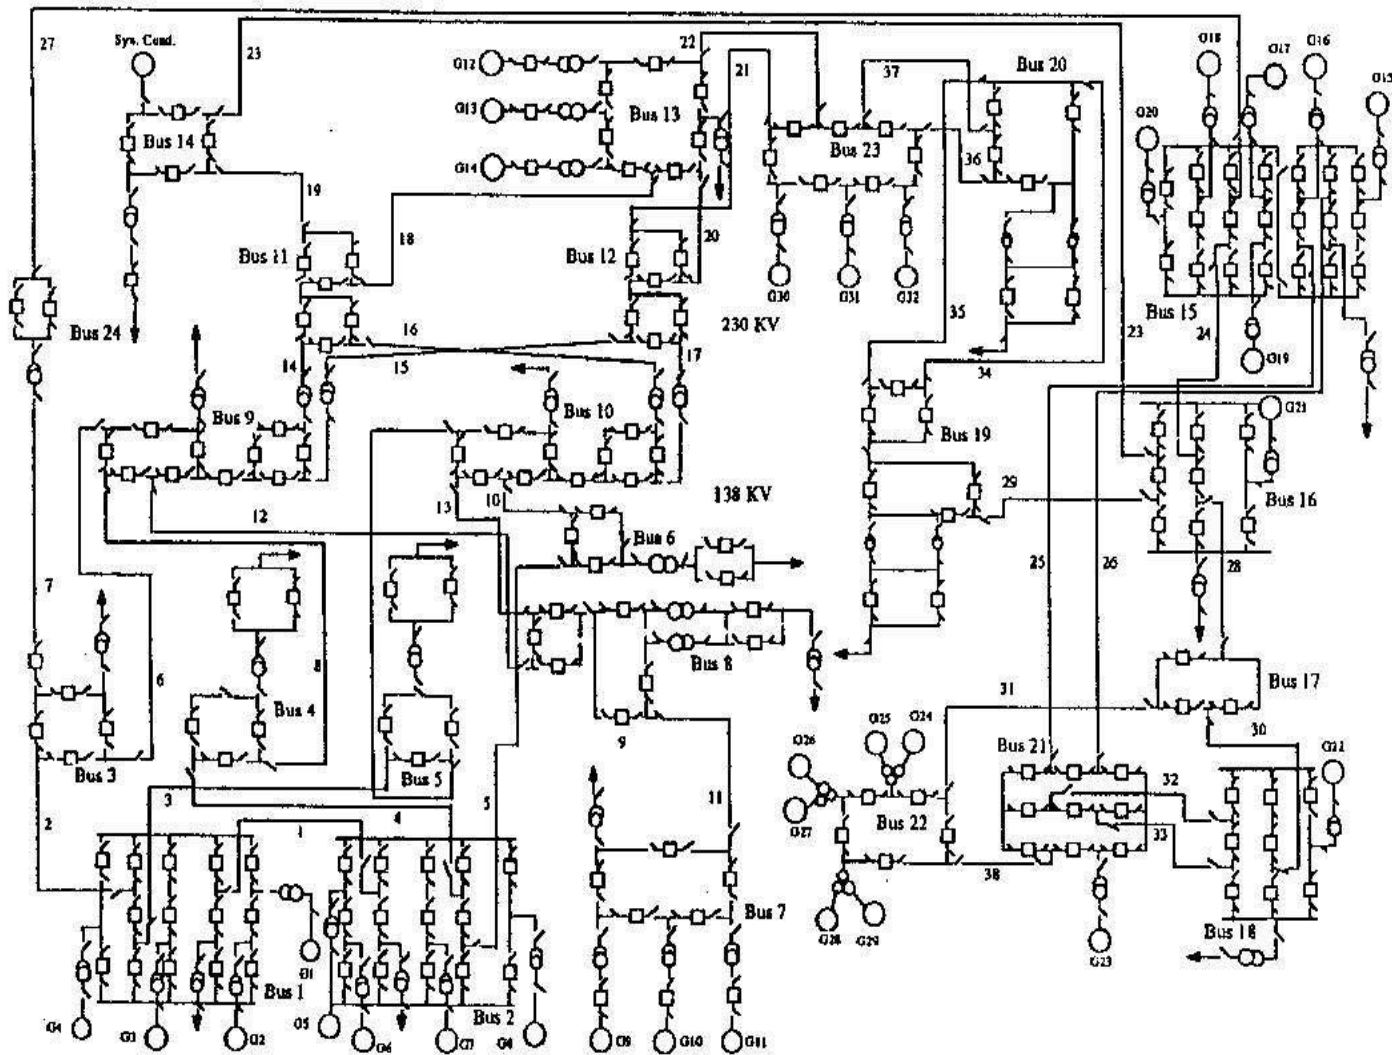 27
Syn. Cond.
23
G12
22
21
37
Bus 20
G18
G17
G16
G15
G20
G13
Bus 13
Bus 14
Bus 23
36
G14
19
18
20
Bus 11
Bus 12
G30
G31
G32
Bus 15
24
G19
Bus 24
16
230 KV
35
23
14
15
17
34
Bus 9
Bus 10
Bus 19
G21
138 KV
29
Bus 16
13
10
12
Bus 6
25
26
28
7
6
8
Bus 8
Bus 17
Bus 4
31
30
9
G25
G24
Bus 3
Bus 5
G26
Bus 21
G22
32
2
3
4
5
11
G27
Bus 22
33
1
38
Bus 7
G28
G29
G23
Bus 18
G1
Bus 1
G5
Bus 2
G4
G3
G2
G6
G7
G8
G9
G10
G11